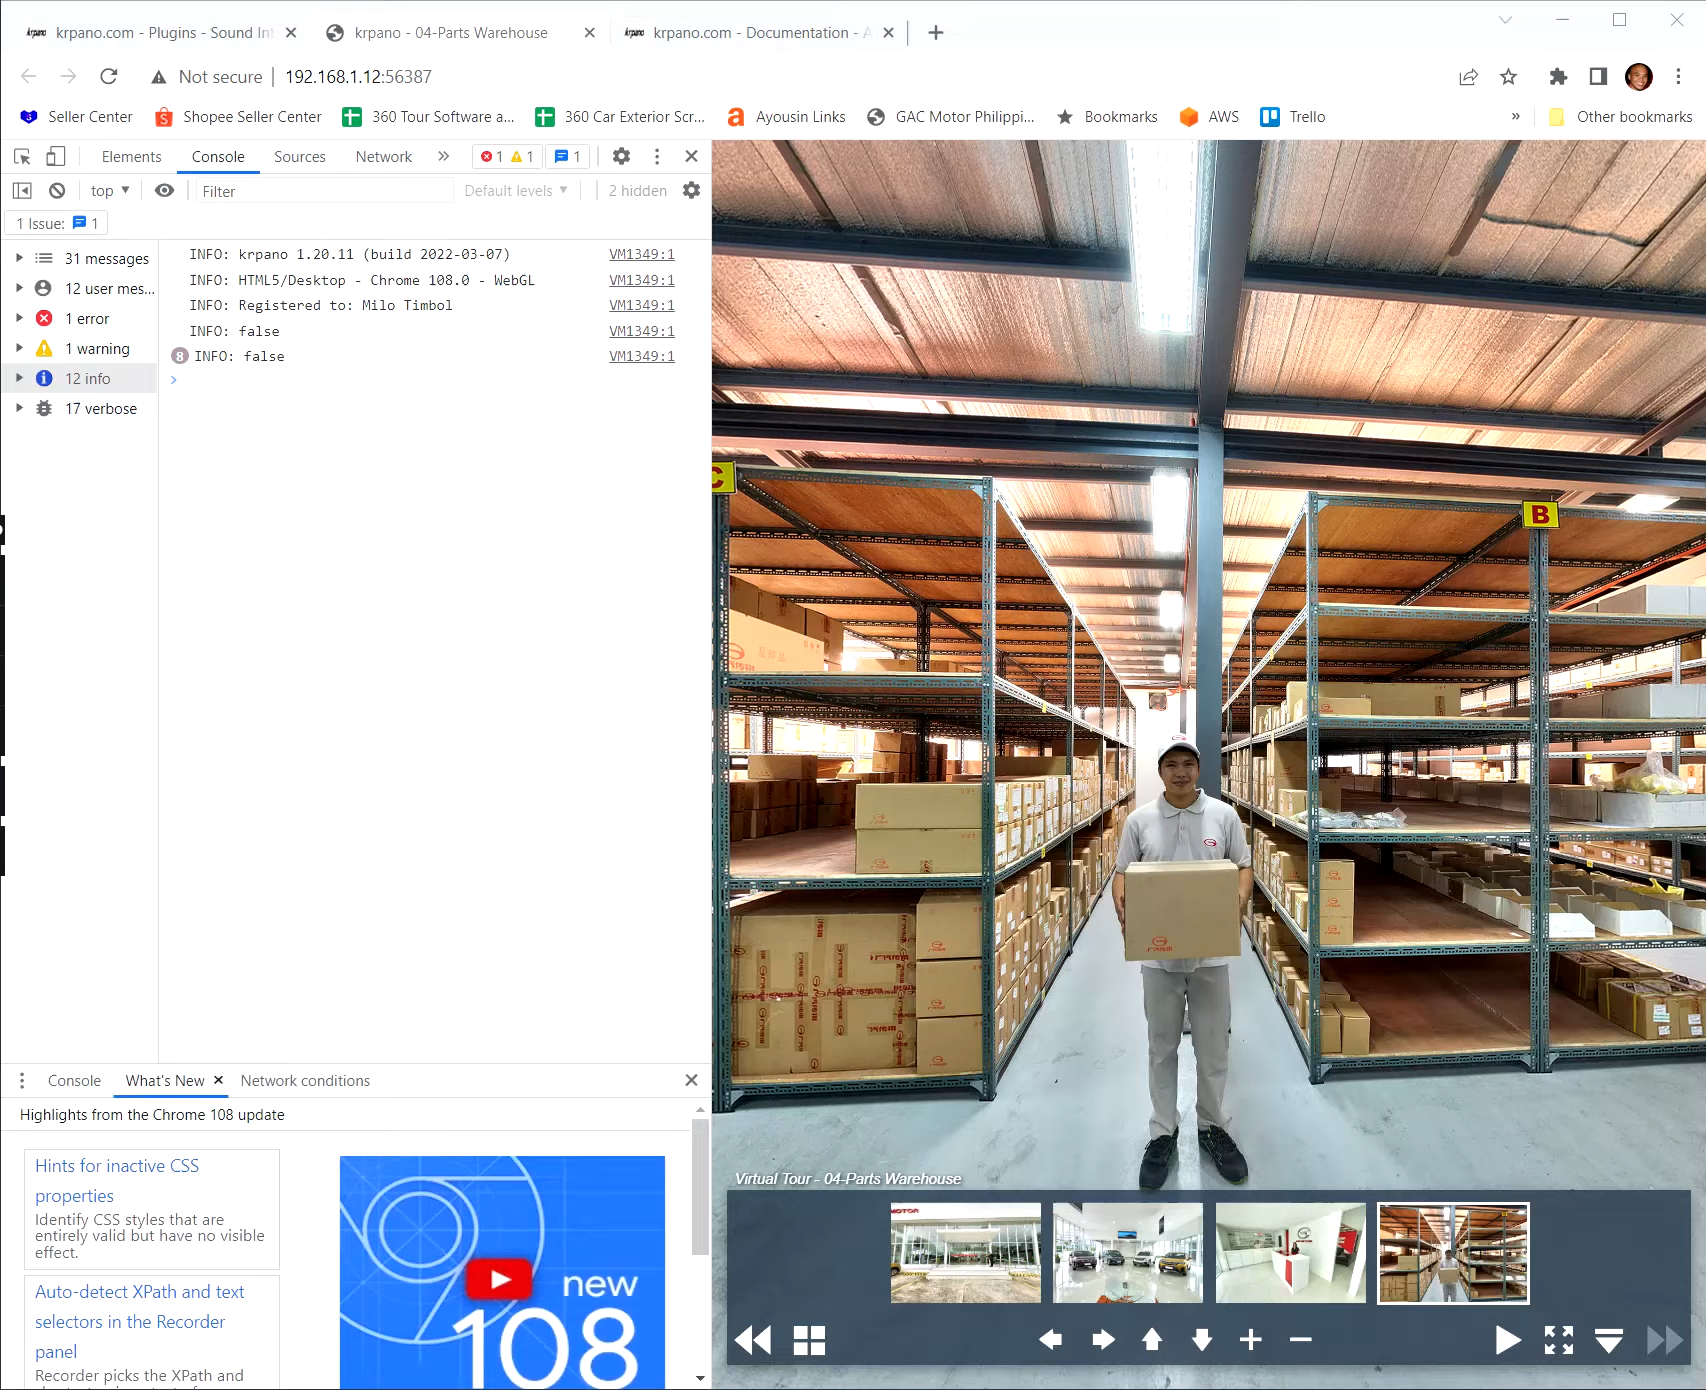 krpano krpano.com - Plugins - Sound Int
krpano - 04-Parts Warehouse
krpano krpano.com - Documentation - A
Not secure 192.168.1.12:56387
Seller Center
Shopee Seller Center
360 Tour Software a...
360 Car Exterior Scr...
Ayousin Links
GAC Motor Philippi...
Bookmarks
AWS
Trello
»
Other bookmarks
Elements Console Sources Network » 1 1 1
top Filter Default levels 2 hidden
1 Issue: 1
31 messages
12 user mes...
1 error
1 warning
12 info
17 verbose
INFO: krpano 1.20.11 (build 2022-03-07) VM1349:1
INFO: HTML5/Desktop - Chrome 108.0 - WebGL VM1349:1
INFO: Registered to: Milo Timbol VM1349:1
INFO: false VM1349:1
8 INFO: false VM1349:1
C
B
Console What's New Network conditions
Highlights from the Chrome 108 update
Hints for inactive CSS
properties
Identify CSS styles that are
entirely valid but have no visible
effect.
Auto-detect XPath and text
selectors in the Recorder
panel
Recorder picks the XPath and
new
108
Virtual Tour - 04-Parts Warehouse
MOTOR